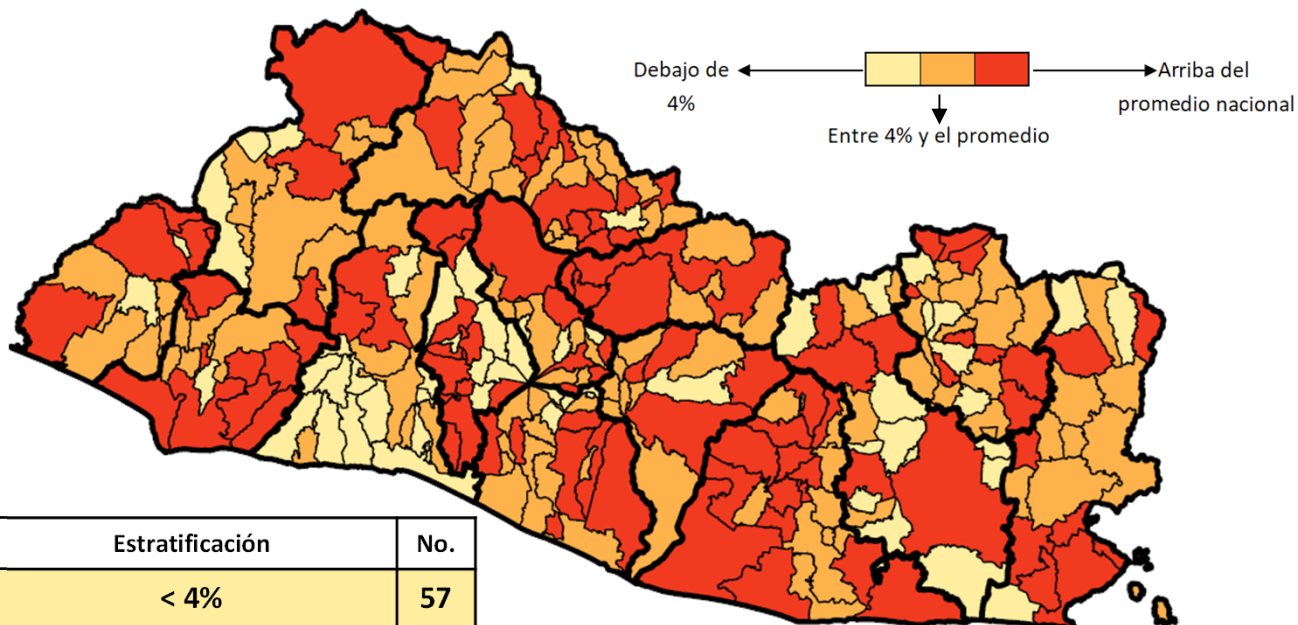 Debajo de
4%
Arriba del
promedio nacional
Entre 4% y el promedio
Estratificación No.
< 4% 57